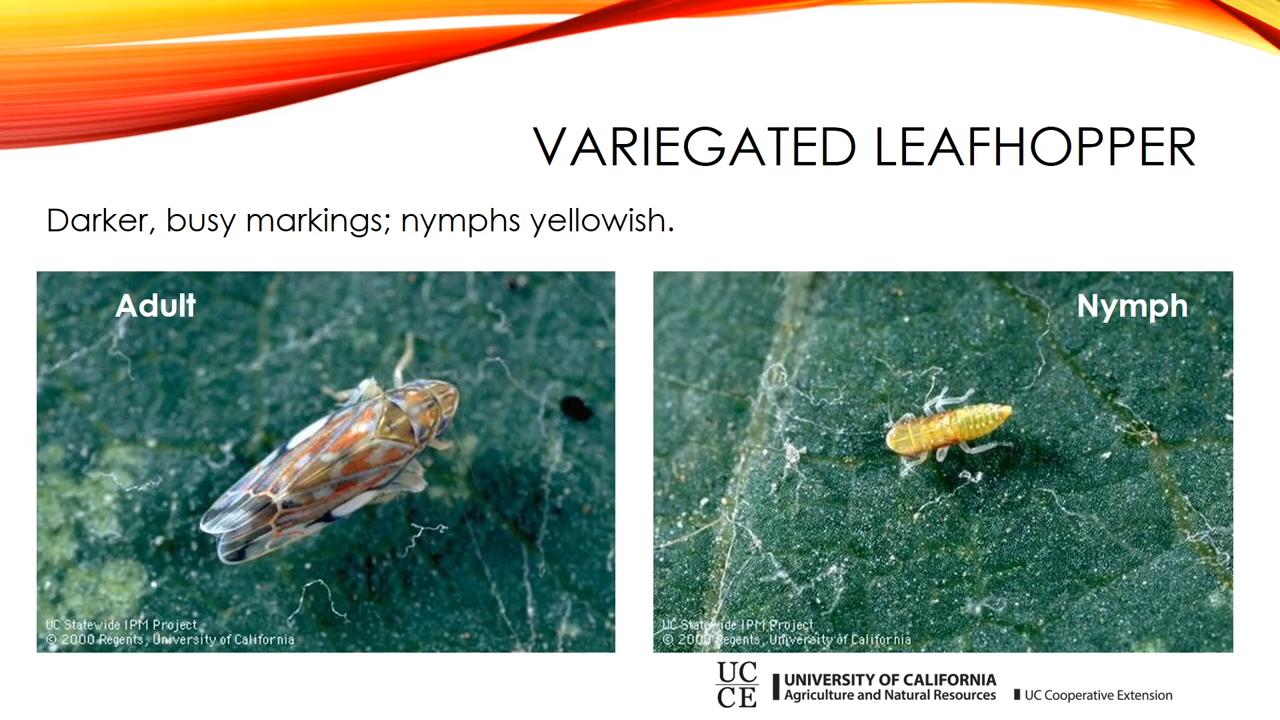 VARIEGATED LEAFHOPPER
Darker, busy markings; nymphs yellowish.
Adult
Nymph
UC Statewide IPM Project
© 2000 Regents, University of California
UC Statewide IPM Project
© 2000 Regents, University of California
UC
CE
UNIVERSITY OF CALIFORNIA
Agriculture and Natural Resources
UC Cooperative Extension